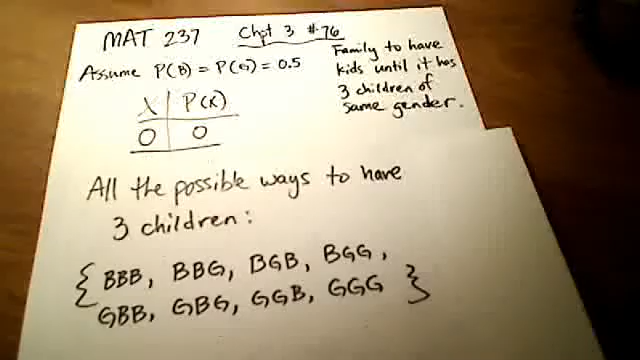 MAT 237 Chpt 3 #76
Assume P(B) = P(G) = 0.5
Family to have
kids until it has
3 children of
same gender.
X P(X)
0 0
All the possible ways to have
3 children:
{ BBB, BBG, BGB, BGG,
GBB, GBG, GGB, GGG }